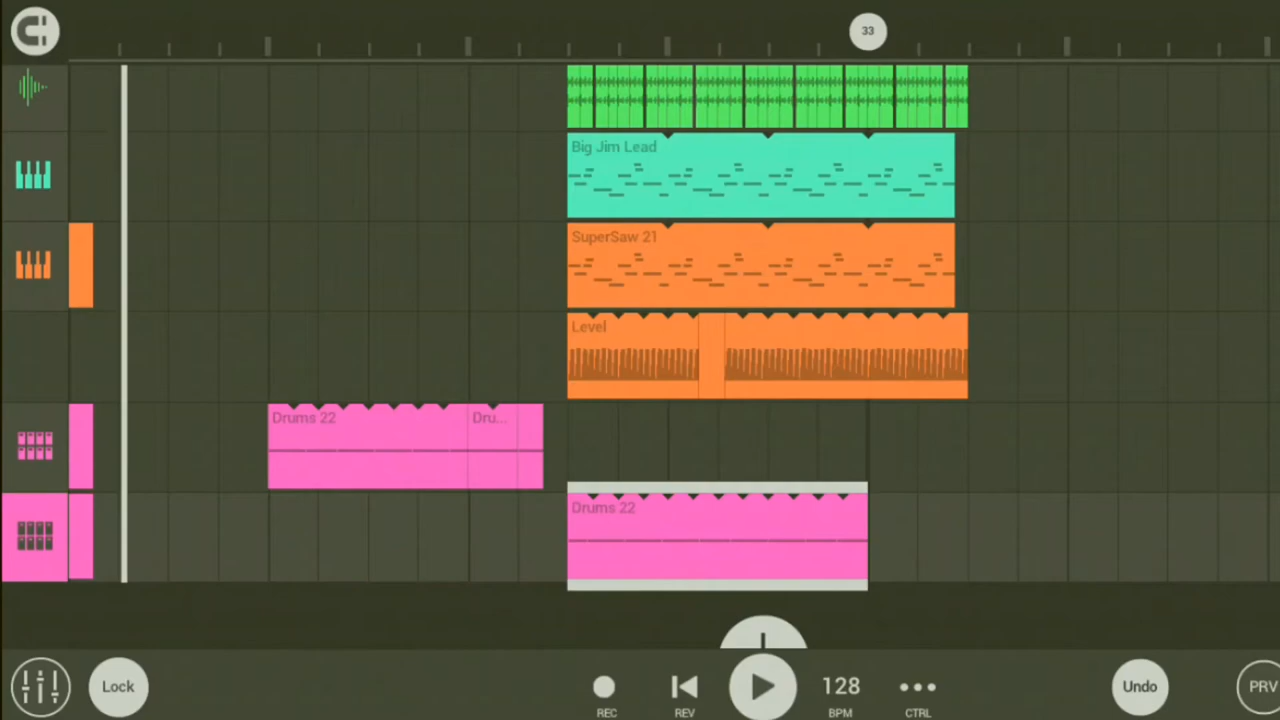 33
Big Jim Lead
SuperSaw 21
Level
Drums 22
Dru...
Drums 22
Lock
REC
REV
128
BPM
CTRL
Undo
PRV